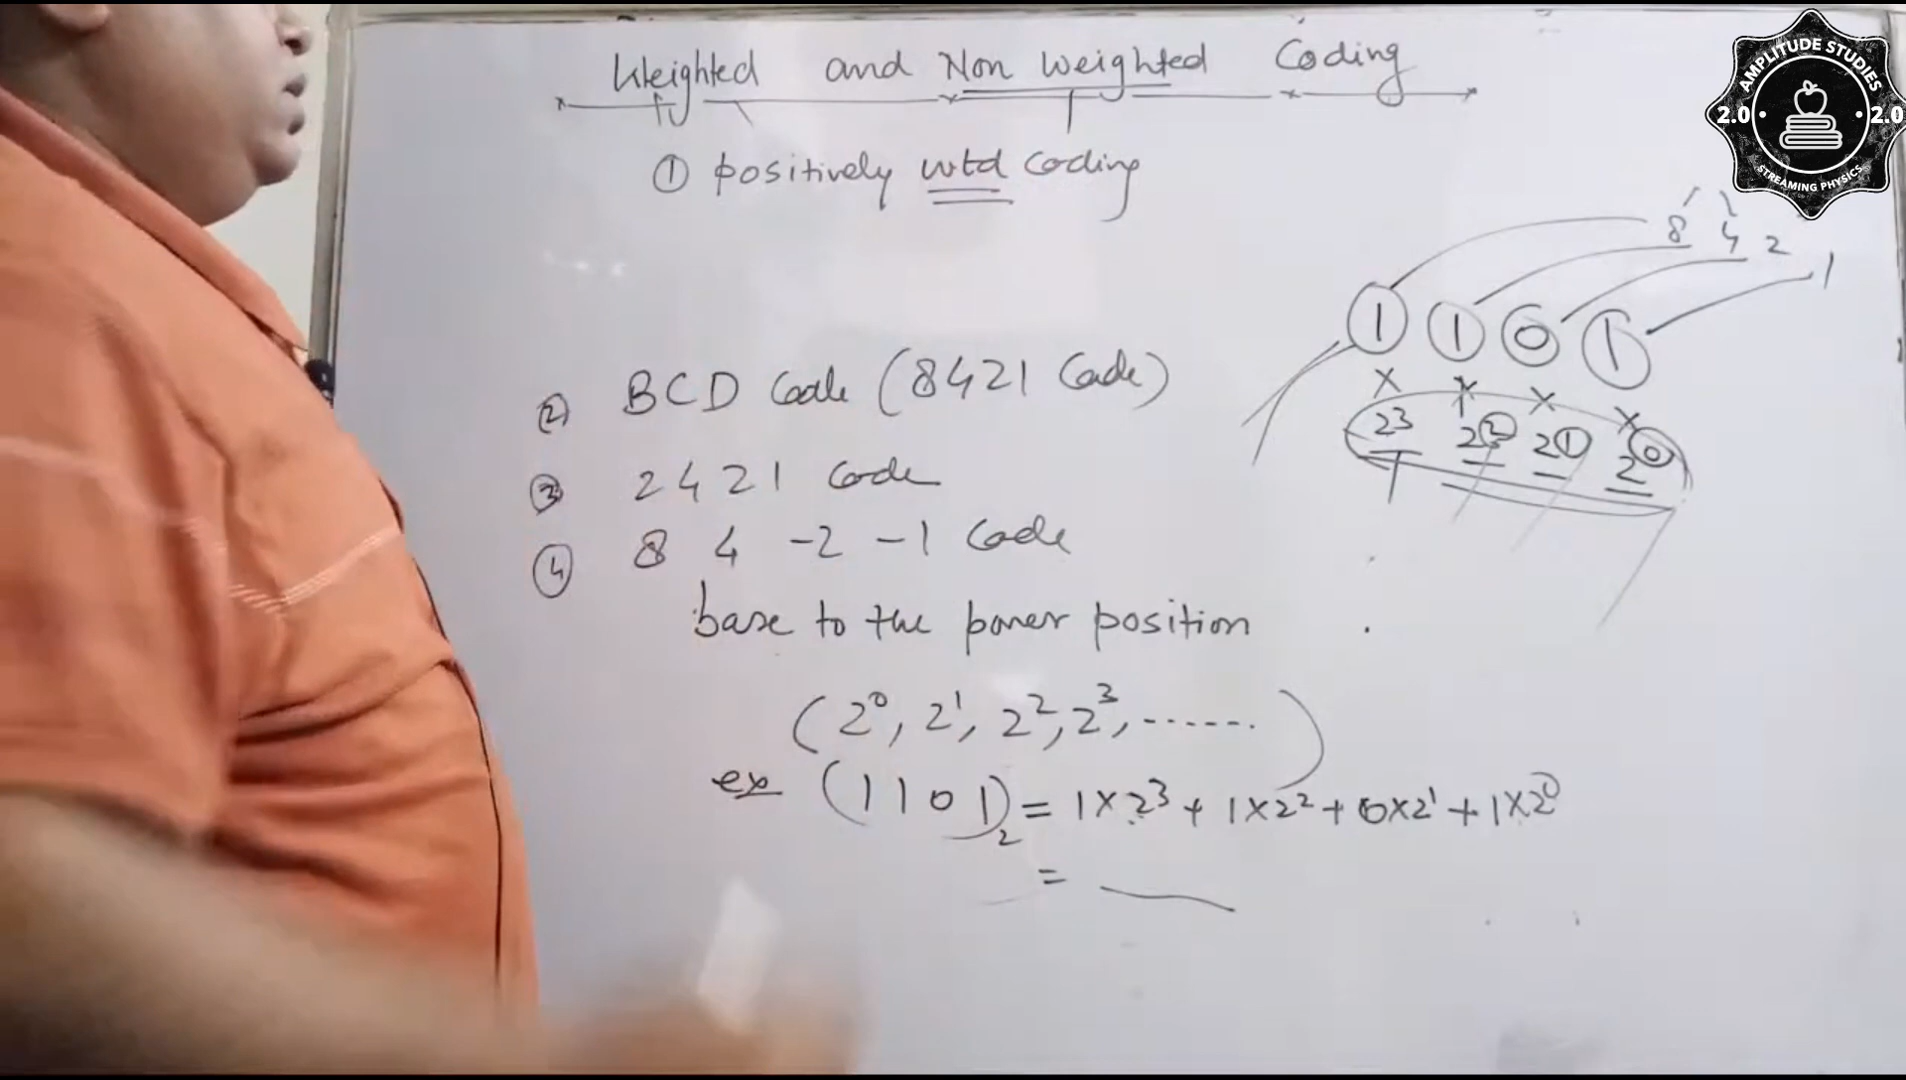 Weighted and Non Weighted Coding
① positively wtd coding
8 4 2 1
1 1 0 1
× × × ×
2³ 2² 2¹ 2⁰
② BCD Code (8421 Code)
③ 2421 Code
④ 8 4 -2 -1 Code
base to the power position
(2⁰, 2¹, 2², 2³, ------)
ex (1101)₂ = 1×2³ + 1×2² + 0×2¹ + 1×2⁰
=
AMPLITUDE STUDIES
2.0 2.0
STREAMING PHYSICS